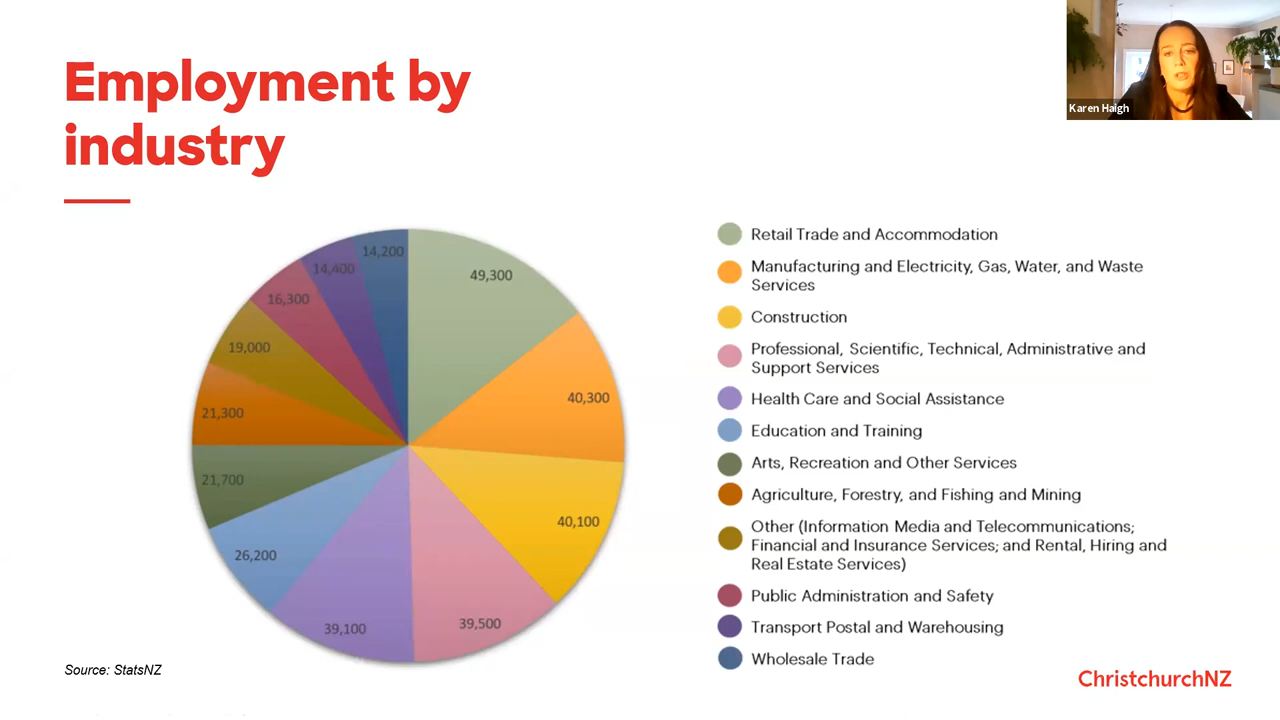 Employment by
industry
Karen Haigh
14,200
49,300
14,400
16,300
19,000
40,300
21,300
21,700
40,100
26,200
39,100
39,500
Retail Trade and Accommodation
Manufacturing and Electricity, Gas, Water, and Waste
Services
Construction
Professional, Scientific, Technical, Administrative and
Support Services
Health Care and Social Assistance
Education and Training
Arts, Recreation and Other Services
Agriculture, Forestry, and Fishing and Mining
Other (Information Media and Telecommunications;
Financial and Insurance Services; and Rental, Hiring and
Real Estate Services)
Public Administration and Safety
Transport Postal and Warehousing
Wholesale Trade
Source: StatsNZ
ChristchurchNZ